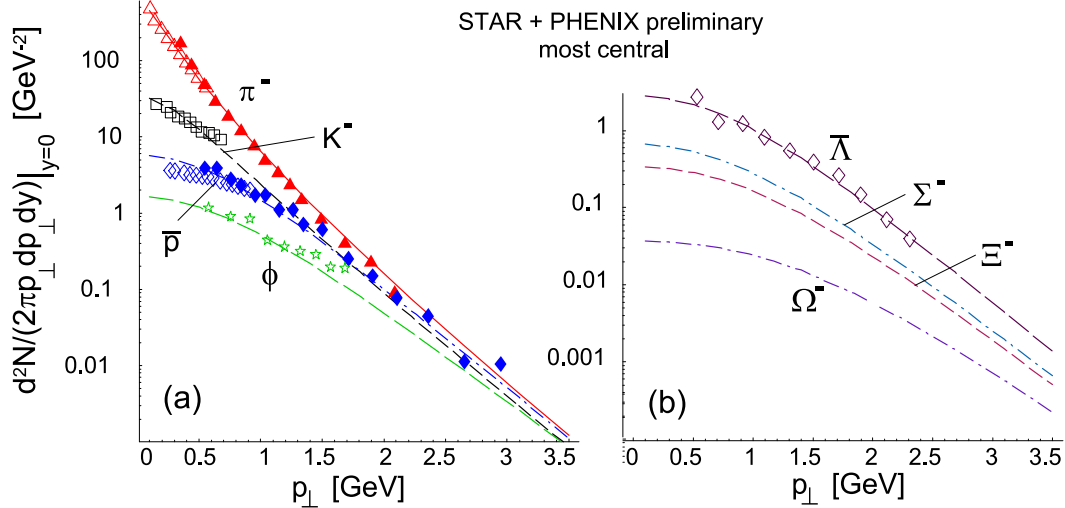 STAR + PHENIX preliminary
most central
d²N/(2πp⊥ dp⊥ dy)|y=0 [GeV⁻²]
100
10
1
0.1
0.01
π⁻
K⁻
p̅
ϕ
(a)
0 0.5 1 1.5 2 2.5 3 3.5
p⊥ [GeV]
1
0.1
0.01
0.001
Λ̅
Σ⁻
Ξ⁻
Ω⁻
(b)
0 0.5 1 1.5 2 2.5 3 3.5
p⊥ [GeV]